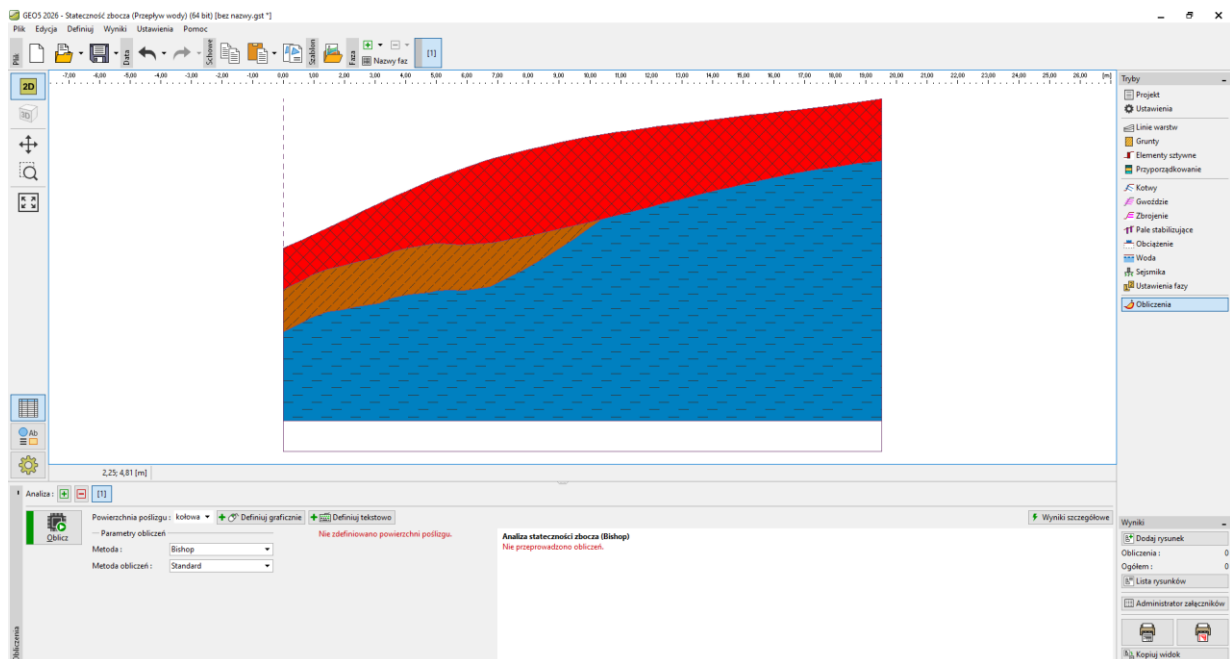 GEO5 2026 - Stateczność zbocza (Przepływ wody) (64 bit) [bez nazwy.gst *]
Plik Edycja Definiuj Wyniki Ustawienia Pomoc
Plik Data Schowek Szablon Faza Nazwy faz [1]
-7,00 -6,00 -5,00 -4,00 -3,00 -2,00 -1,00 0,00 1,00 2,00 3,00 4,00 5,00 6,00 7,00 8,00 9,00 10,00 11,00 12,00 13,00 14,00 15,00 16,00 17,00 18,00 19,00 20,00 21,00 22,00 23,00 24,00 25,00 26,00 [m]
2D
3D
Ab
2,25; 4,81 [m]
Tryby
Projekt
Ustawienia
Linie warstw
Grunty
Elementy sztywne
Przyporządkowanie
Kotwy
Gwoździe
Zbrojenie
Pale stabilizujące
Obciążenie
Woda
Sejsmika
Ustawienia fazy
Obliczenia
Analiza : [1]
Oblicz
Powierzchnia poślizgu : kołowa Definiuj graficznie Definiuj tekstowo
Parametry obliczeń
Nie zdefiniowano powierzchni poślizgu.
Metoda : Bishop
Metoda obliczeń : Standard
Wyniki szczegółowe
Analiza stateczności zbocza (Bishop)
Nie przeprowadzono obliczeń.
Obliczenia
Wyniki
Dodaj rysunek
Obliczenia : 0
Ogółem : 0
Lista rysunków
Administrator załączników
Kopiuj widok